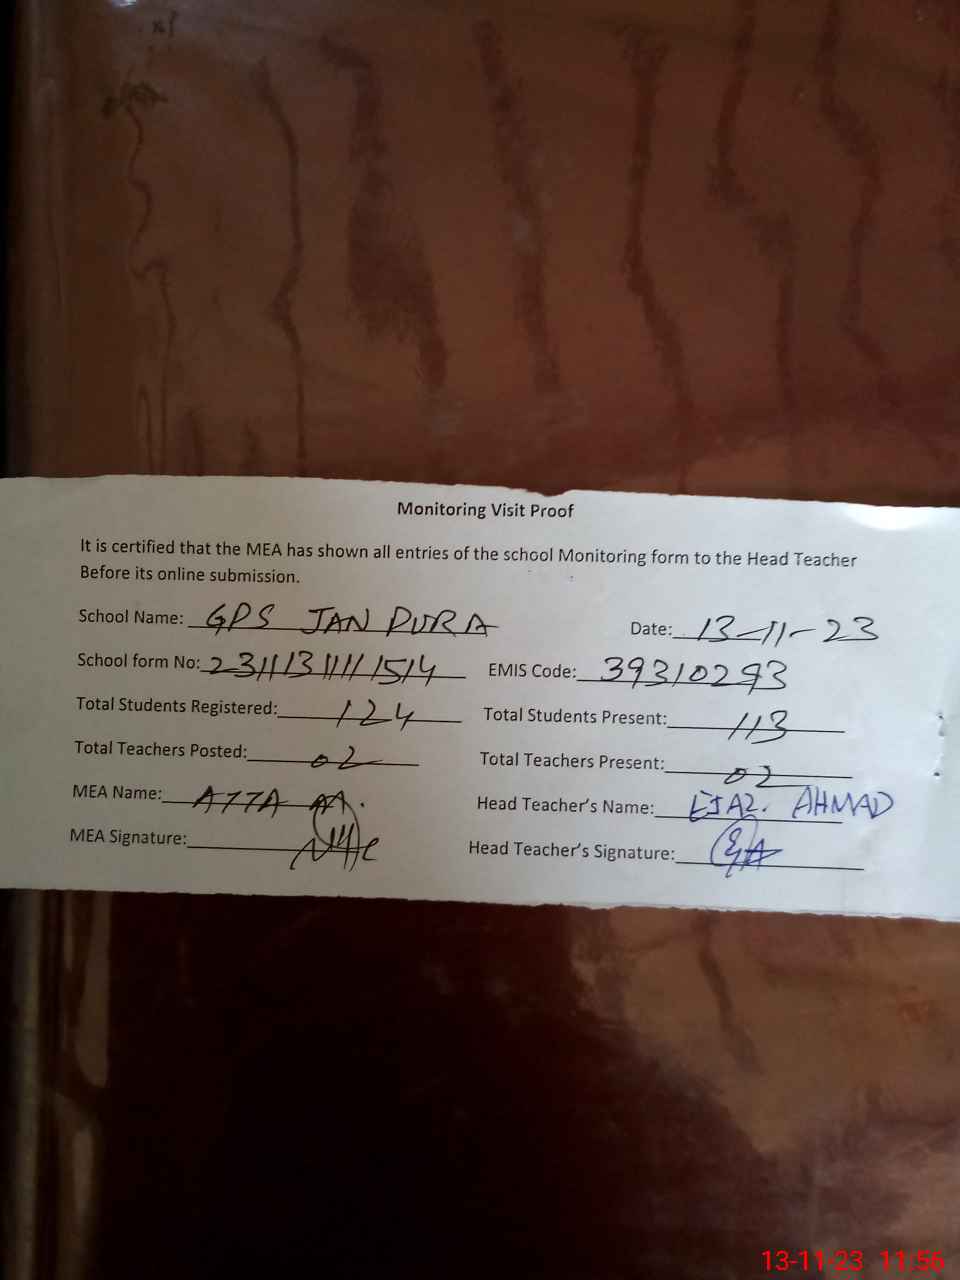 Monitoring Visit Proof
It is certified that the MEA has shown all entries of the school Monitoring form to the Head Teacher
Before its online submission.
School Name: GPS JAN PURA Date: 13-11-23
School form No: EMIS Code: 39310293
Total Students Registered: 124 Total Students Present: 113
Total Teachers Posted: 02 Total Teachers Present: 02
MEA Name: ATTA Head Teacher's Name: EJAZ. AHMAD
MEA Signature: Head Teacher's Signature:
13-11-23 11:56